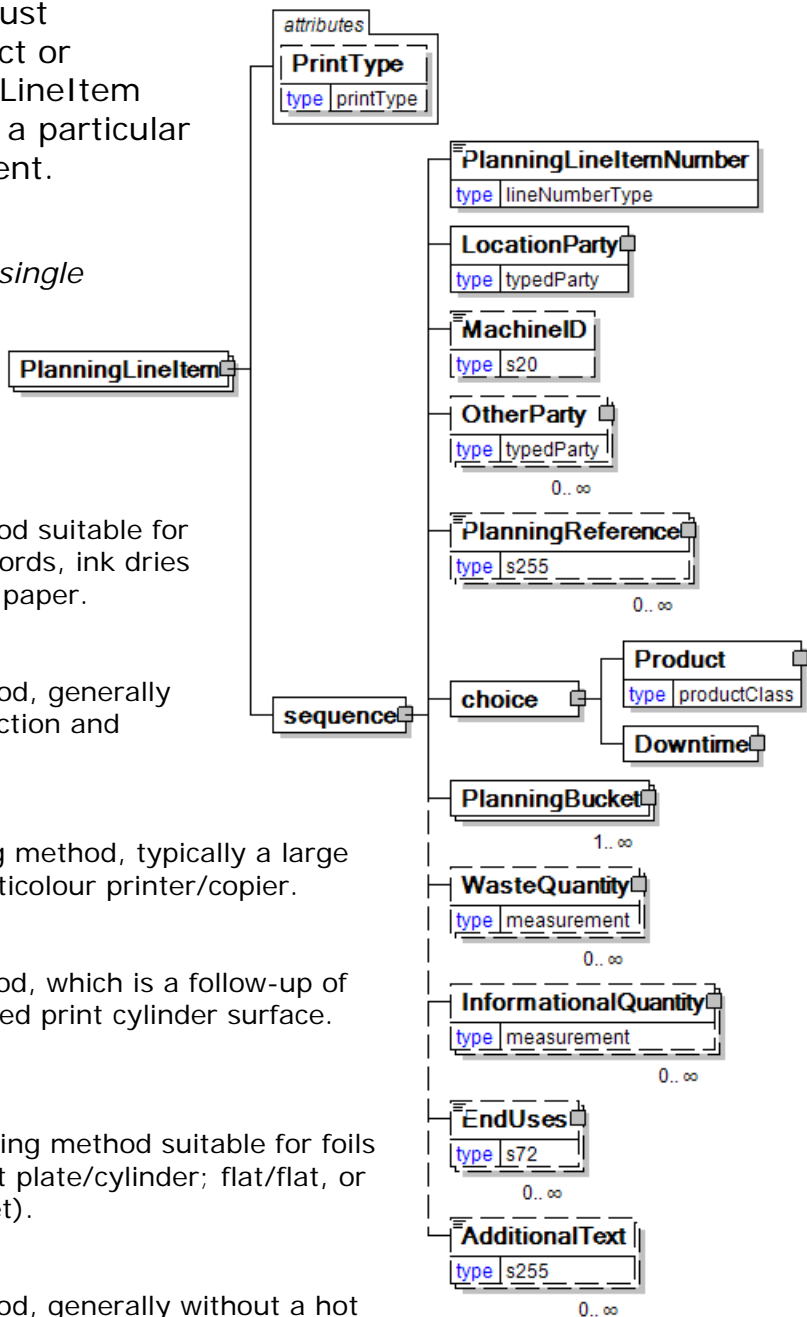 ust
ct or
LineItem
a particular
ent.
single
od suitable for
ords, ink dries
paper.
od, generally
ction and
g method, typically a large
ticolour printer/copier.
od, which is a follow-up of
ed print cylinder surface.
ing method suitable for foils
t plate/cylinder; flat/flat, or
et).
od, generally without a hot
attributes
PrintType
type printType
PlanningLineItem
sequence
PlanningLineItemNumber
type lineNumberType
LocationParty
type typedParty
MachineID
type s20
OtherParty
type typedParty
0.. ∞
PlanningReference
type s255
0.. ∞
choice
Product
type productClass
Downtime
PlanningBucket
1.. ∞
WasteQuantity
type measurement
0.. ∞
InformationalQuantity
type measurement
0.. ∞
EndUses
type s72
0.. ∞
AdditionalText
type s255
0.. ∞